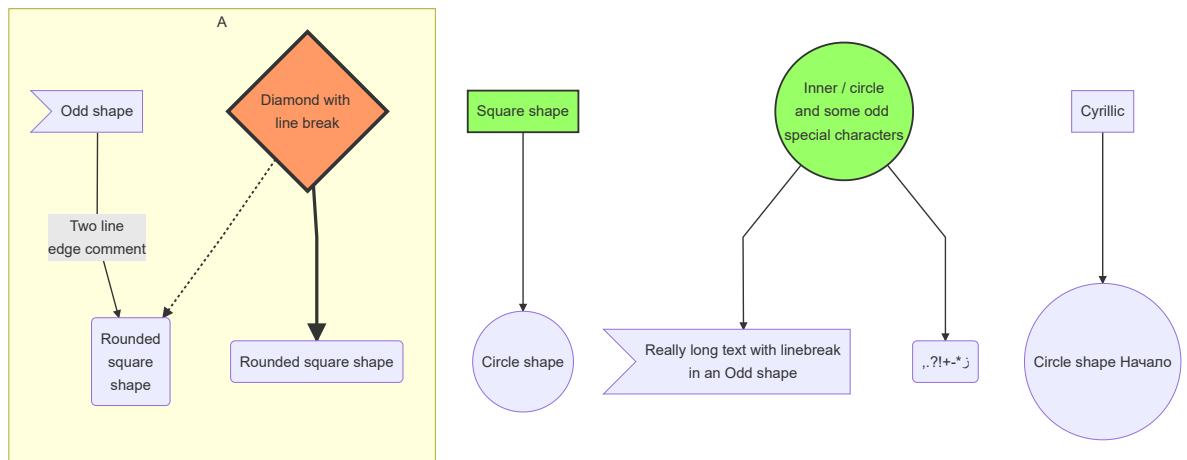 A
Odd shape
Diamond with
line break
Two line
edge comment
Rounded
square
shape
Rounded square shape
Square shape
Circle shape
Inner / circle
and some odd
special characters
Really long text with linebreak
in an Odd shape
,.?!+-*ز
Cyrillic
Circle shape Начало